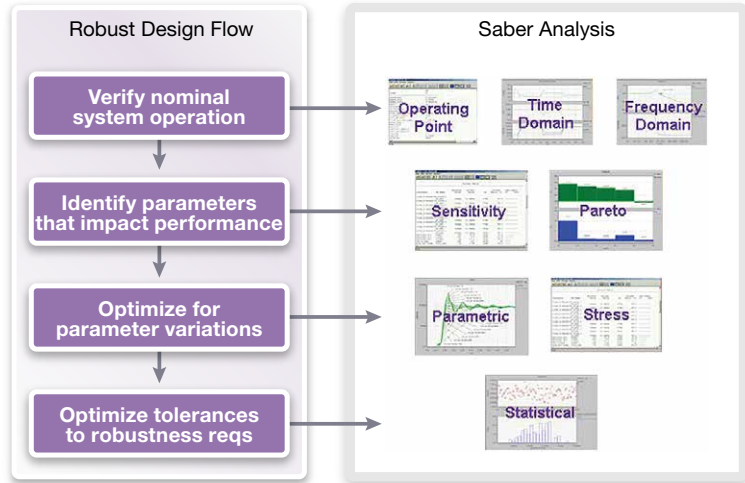 Robust Design Flow
Saber Analysis
Verify nominal
system operation
Operating
Point
Time
Domain
Frequency
Domain
Identify parameters
that impact performance
Sensitivity
Pareto
Optimize for
parameter variations
Parametric
Stress
Optimize tolerances
to robustness reqs
Statistical